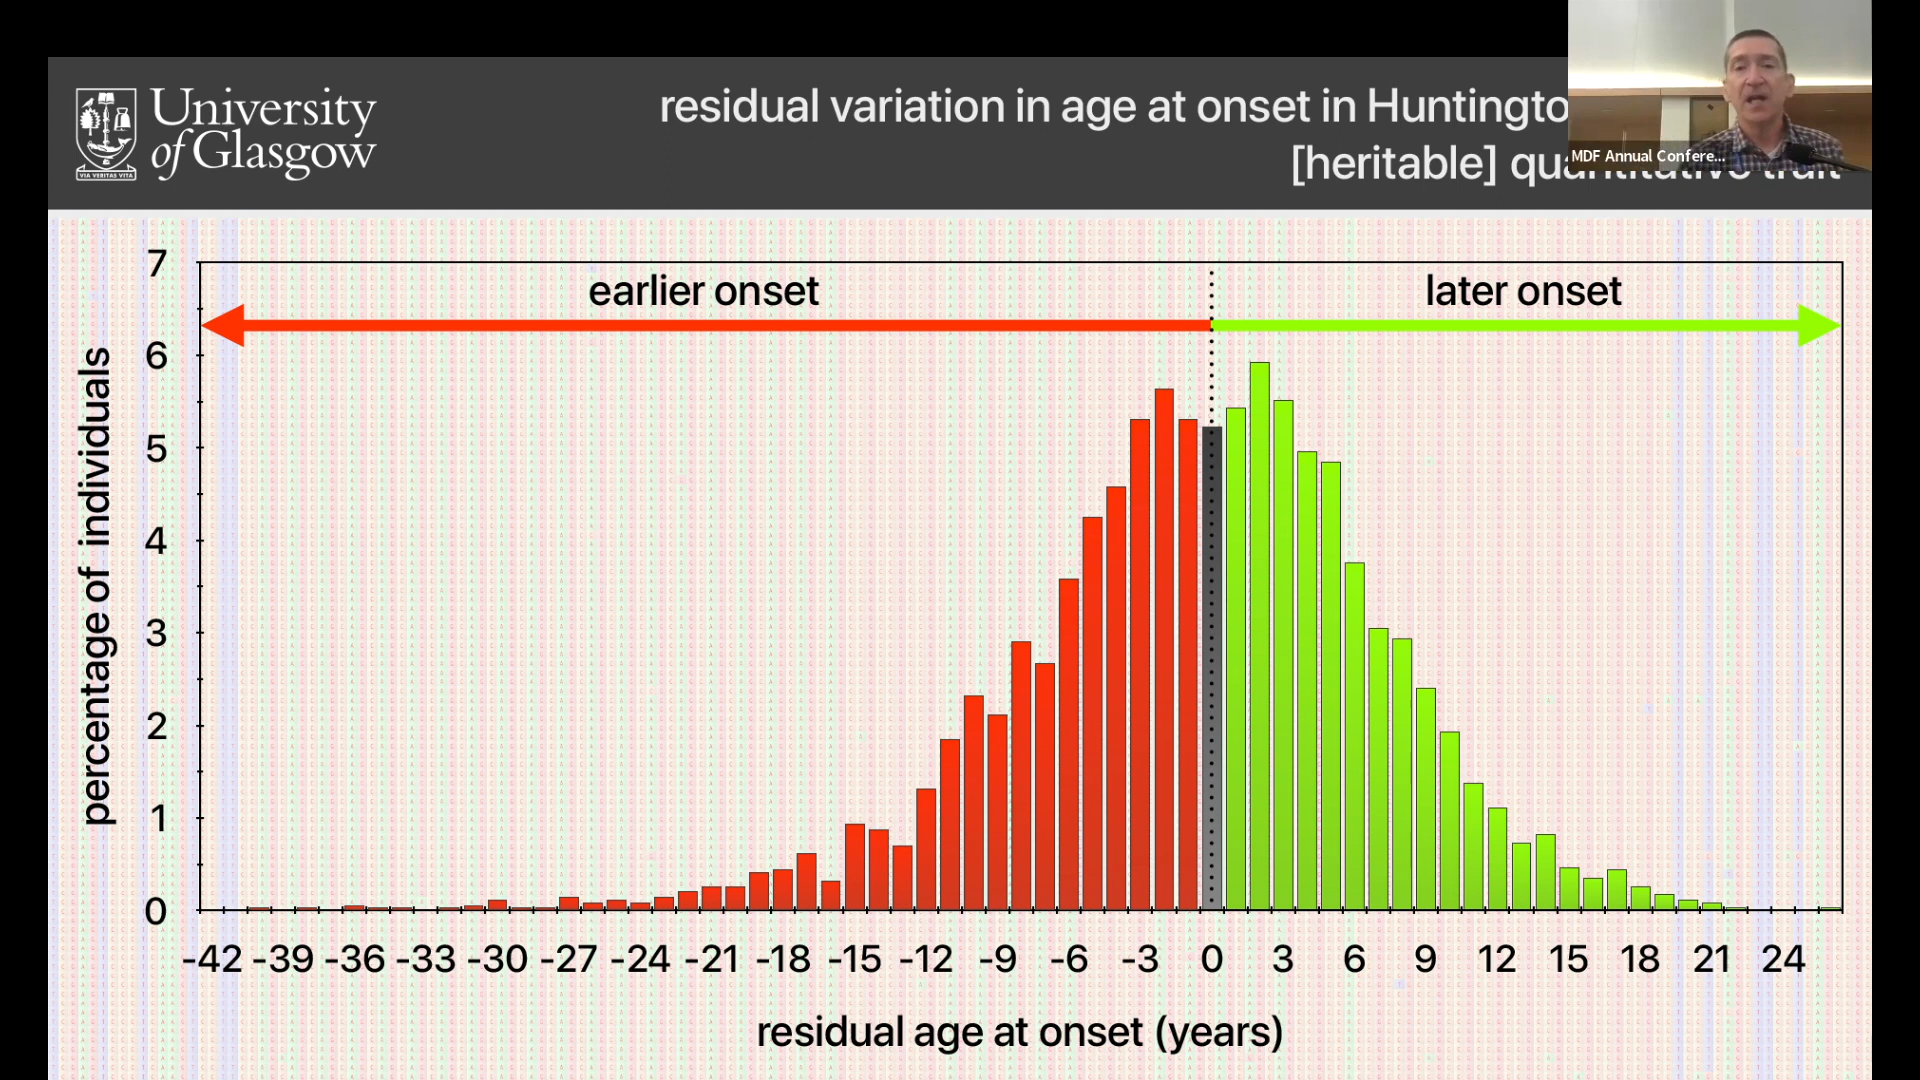 University
of Glasgow
VIA VERITAS VITA
residual variation in age at onset in Huntingto
[heritable] quantitative trait
MDF Annual Confere...
7
earlier onset
later onset
6
5
4
3
2
1
0
percentage of individuals
-42 -39 -36 -33 -30 -27 -24 -21 -18 -15 -12 -9 -6 -3 0 3 6 9 12 15 18 21 24
residual age at onset (years)